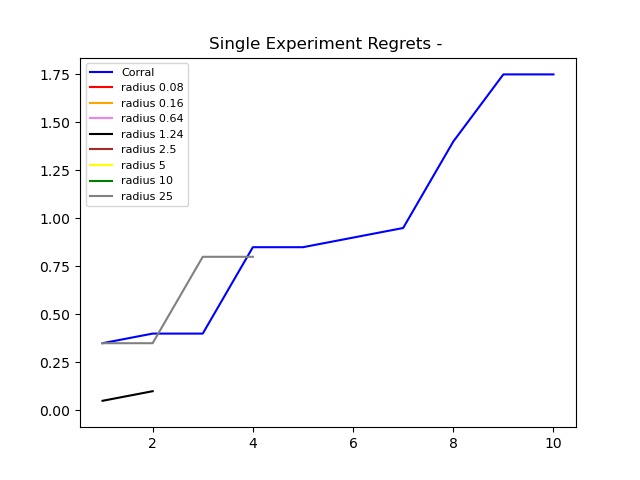 Single Experiment Regrets -
1.75
1.50
1.25
1.00
0.75
0.50
0.25
0.00
Corral
radius 0.08
radius 0.16
radius 0.64
radius 1.24
radius 2.5
radius 5
radius 10
radius 25
2 4 6 8 10